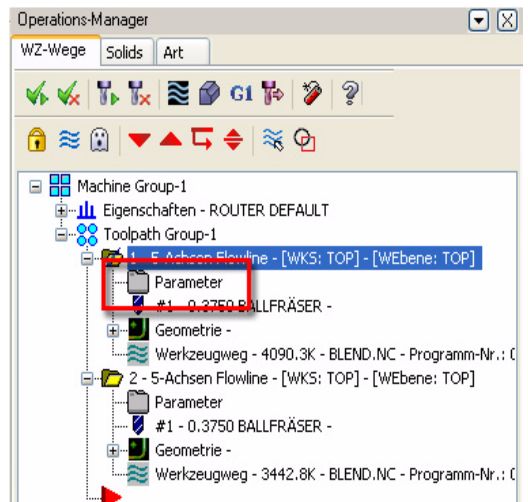 Operations-Manager
WZ-Wege Solids Art
G1
Machine Group-1
Eigenschaften - ROUTER DEFAULT
Toolpath Group-1
1 - 5-Achsen Flowline - [WKS: TOP] - [WEbene: TOP]
Parameter
#1 - 0.3750 BALLFRÄSER -
Geometrie -
Werkzeugweg - 4090.3K - BLEND.NC - Programm-Nr.: 0
2 - 5-Achsen Flowline - [WKS: TOP] - [WEbene: TOP]
Parameter
#1 - 0.3750 BALLFRÄSER -
Geometrie -
Werkzeugweg - 3442.8K - BLEND.NC - Programm-Nr.: 0